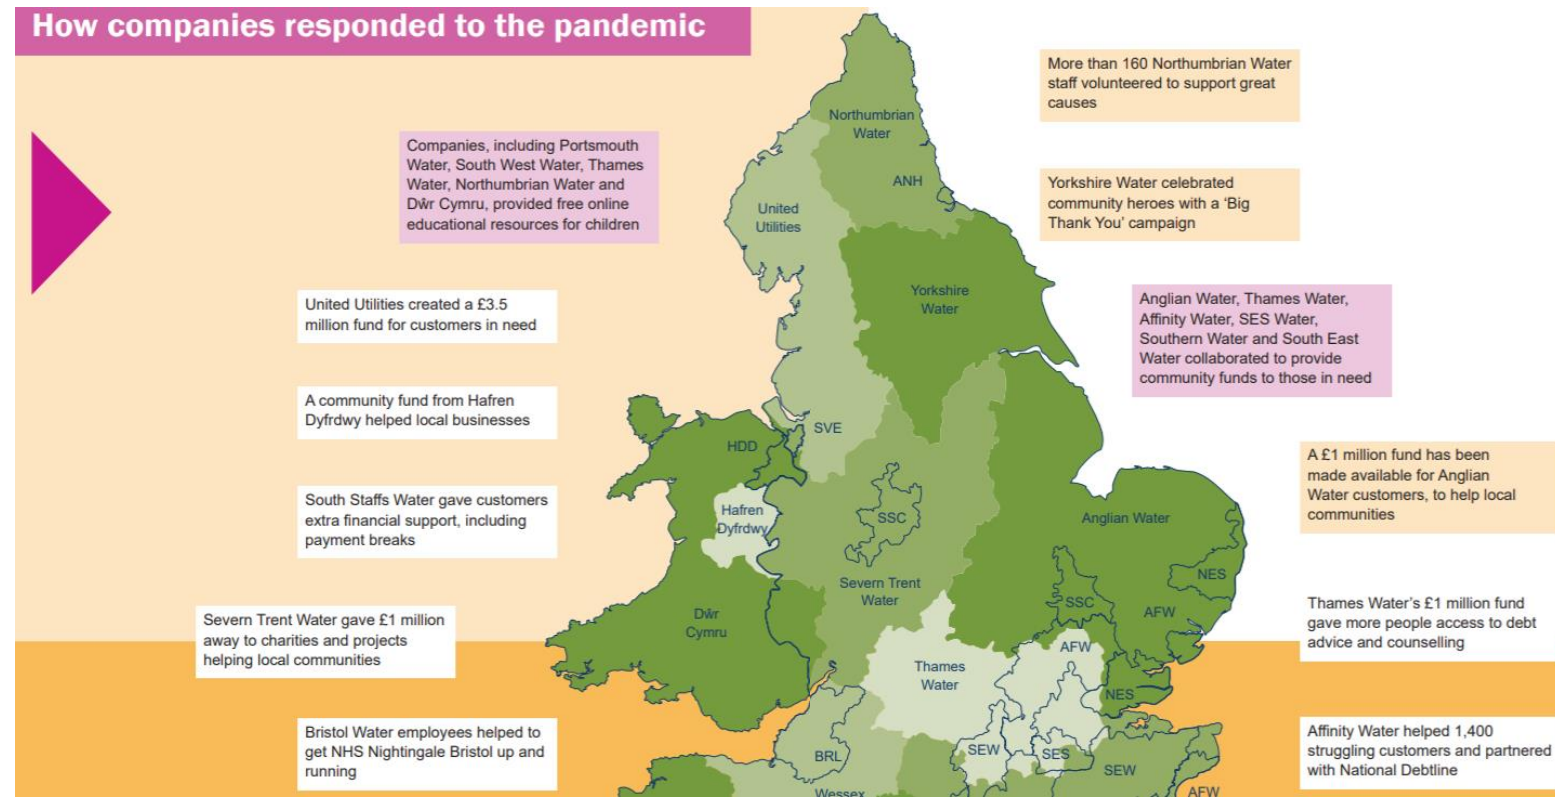 How companies responded to the pandemic
More than 160 Northumbrian Water
staff volunteered to support great
causes
Companies, including Portsmouth
Water, South West Water, Thames
Water, Northumbrian Water and
Dŵr Cymru, provided free online
educational resources for children
Yorkshire Water celebrated
community heroes with a ‘Big
Thank You’ campaign
United Utilities created a £3.5
million fund for customers in need
Anglian Water, Thames Water,
Affinity Water, SES Water,
Southern Water and South East
Water collaborated to provide
community funds to those in need
A community fund from Hafren
Dyfrdwy helped local businesses
A £1 million fund has been
made available for Anglian
Water customers, to help local
communities
South Staffs Water gave customers
extra financial support, including
payment breaks
Severn Trent Water gave £1 million
away to charities and projects
helping local communities
Thames Water’s £1 million fund
gave more people access to debt
advice and counselling
Bristol Water employees helped to
get NHS Nightingale Bristol up and
running
Affinity Water helped 1,400
struggling customers and partnered
with National Debtline
Northumbrian
Water
ANH
United
Utilities
Yorkshire
Water
SVE
HDD
Hafren
Dyfrdwy
SSC
Anglian Water
NES
Severn Trent
Water
SSC
AFW
Dŵr
Cymru
AFW
Thames
Water
NES
BRL
SEW
SES
SEW
Wessex
AFW